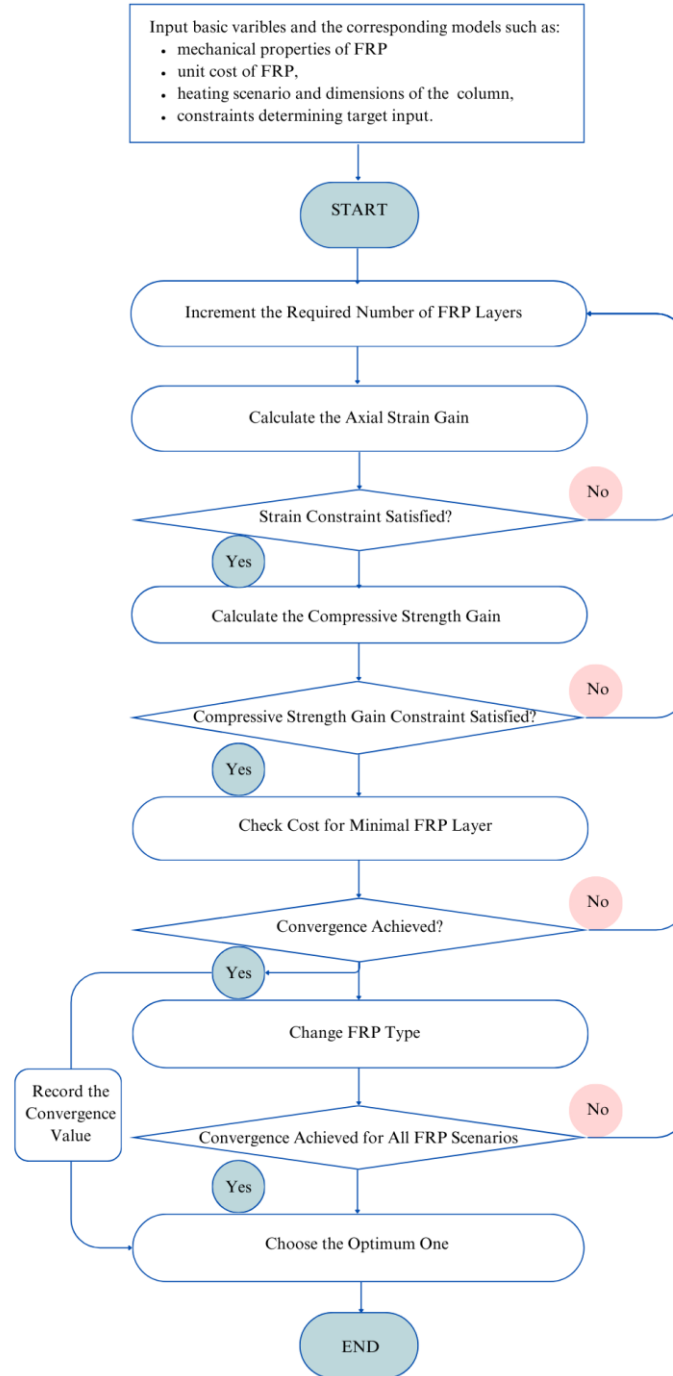 Input basic varibles and the corresponding models such as:
• mechanical properties of FRP
• unit cost of FRP,
• heating scenario and dimensions of the column,
• constraints determining target input.
START
Increment the Required Number of FRP Layers
Calculate the Axial Strain Gain
No
Strain Constraint Satisfied?
Yes
Calculate the Compressive Strength Gain
No
Compressive Strength Gain Constraint Satisfied?
Yes
Check Cost for Minimal FRP Layer
No
Convergence Achieved?
Yes
Change FRP Type
Record the
Convergence
Value
No
Convergence Achieved for All FRP Scenarios
Yes
Choose the Optimum One
END